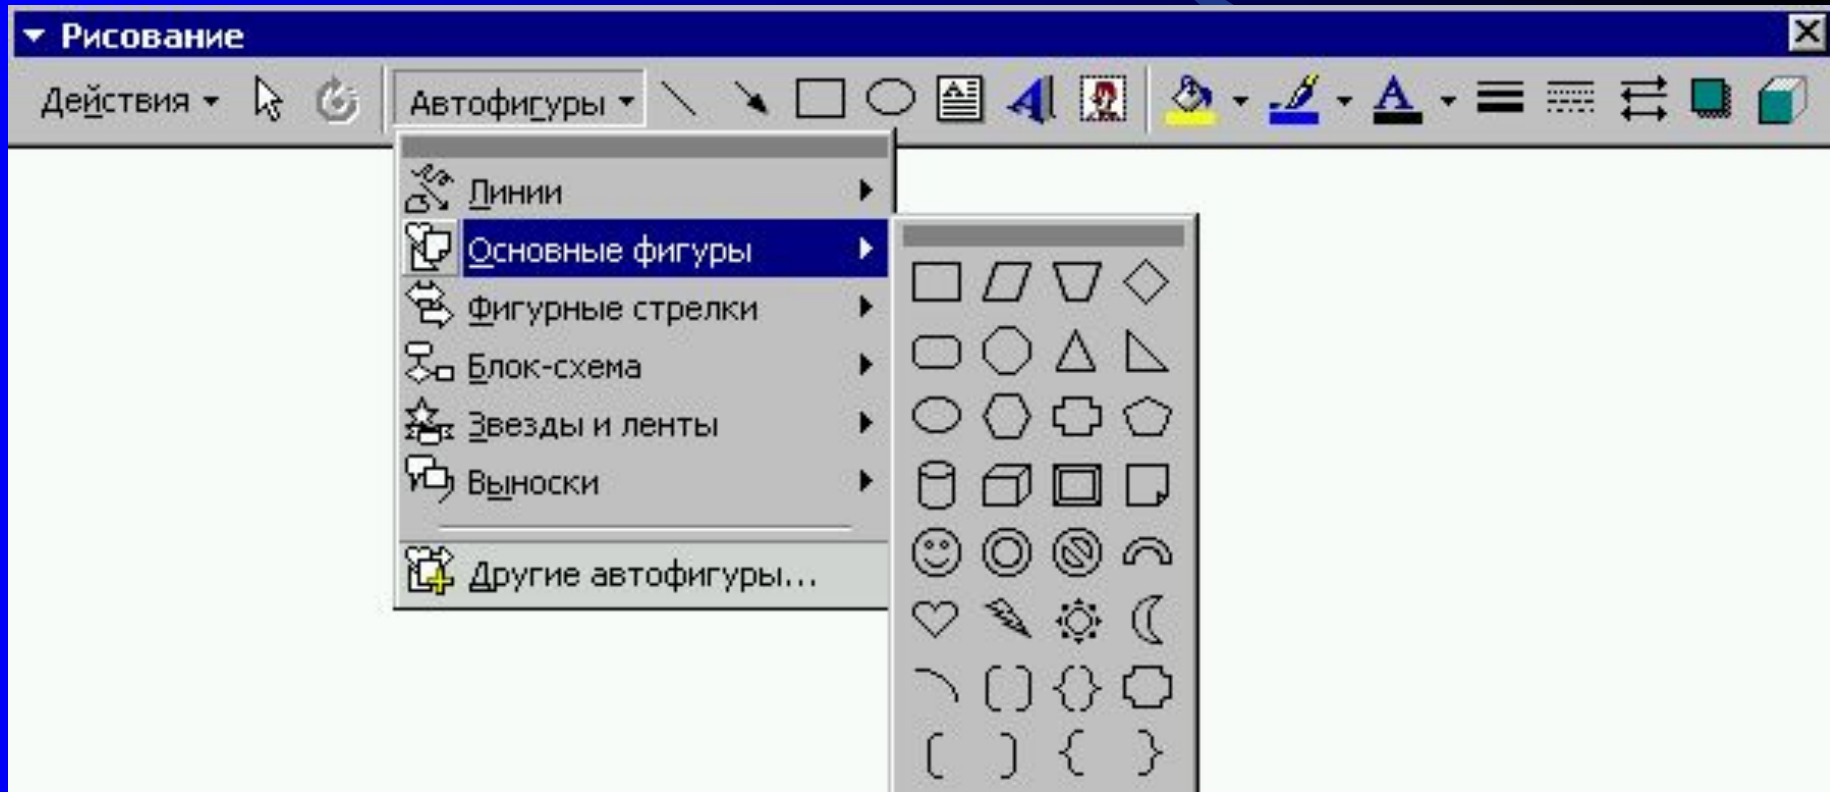 Рисование
Действия Автофигуры
Линии
Основные фигуры
Фигурные стрелки
Блок-схема
Звезды и ленты
Выноски
Другие автофигуры...